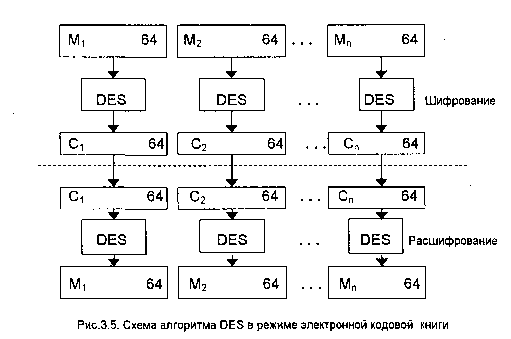 M1 64 M2 64 ... Mn 64
DES DES ... DES Шифрование
C1 64 C2 64 ... Cn 64
C1 64 C2 64 ... Cn 64
DES DES ... DES Расшифрование
M1 64 M2 64 ... Mn 64
Рис.3.5. Схема алгоритма DES в режиме электронной кодовой книги